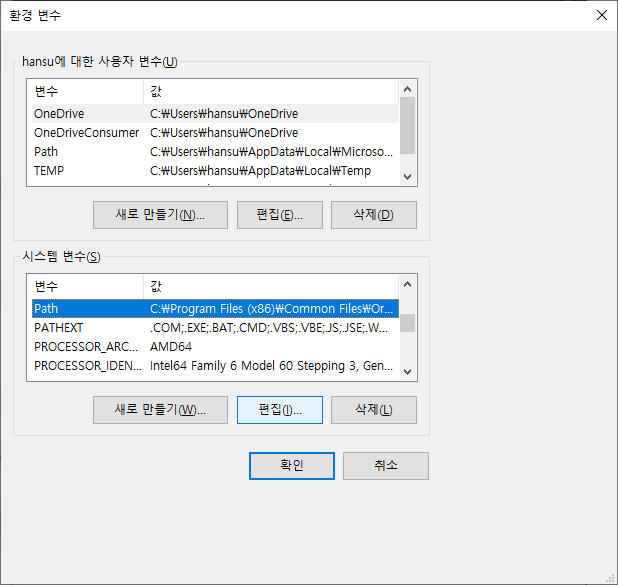 환경 변수
hansu에 대한 사용자 변수(U)
변수 값
OneDrive C:₩Users₩hansu₩OneDrive
OneDriveConsumer C:₩Users₩hansu₩OneDrive
Path C:₩Users₩hansu₩AppData₩Local₩Microso...
TEMP C:₩Users₩hansu₩AppData₩Local₩Temp
새로 만들기(N)... 편집(E)... 삭제(D)
시스템 변수(S)
변수 값
Path C:₩Program Files (x86)₩Common Files₩Or...
PATHEXT .COM;.EXE;.BAT;.CMD;.VBS;.VBE;.JS;.JSE;.W...
PROCESSOR_ARC... AMD64
PROCESSOR_IDEN... Intel64 Family 6 Model 60 Stepping 3, Gen...
새로 만들기(W)... 편집(I)... 삭제(L)
확인 취소